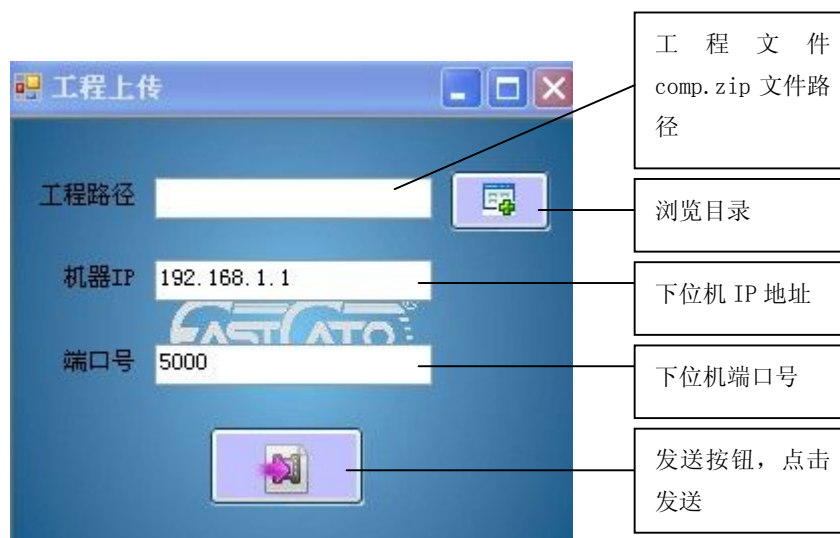 工程上传
工程路径
机器IP
192.168.1.1
端口号
5000
工程文件
comp.zip 文件路
径
浏览目录
下位机 IP 地址
下位机端口号
发送按钮，点击
发送